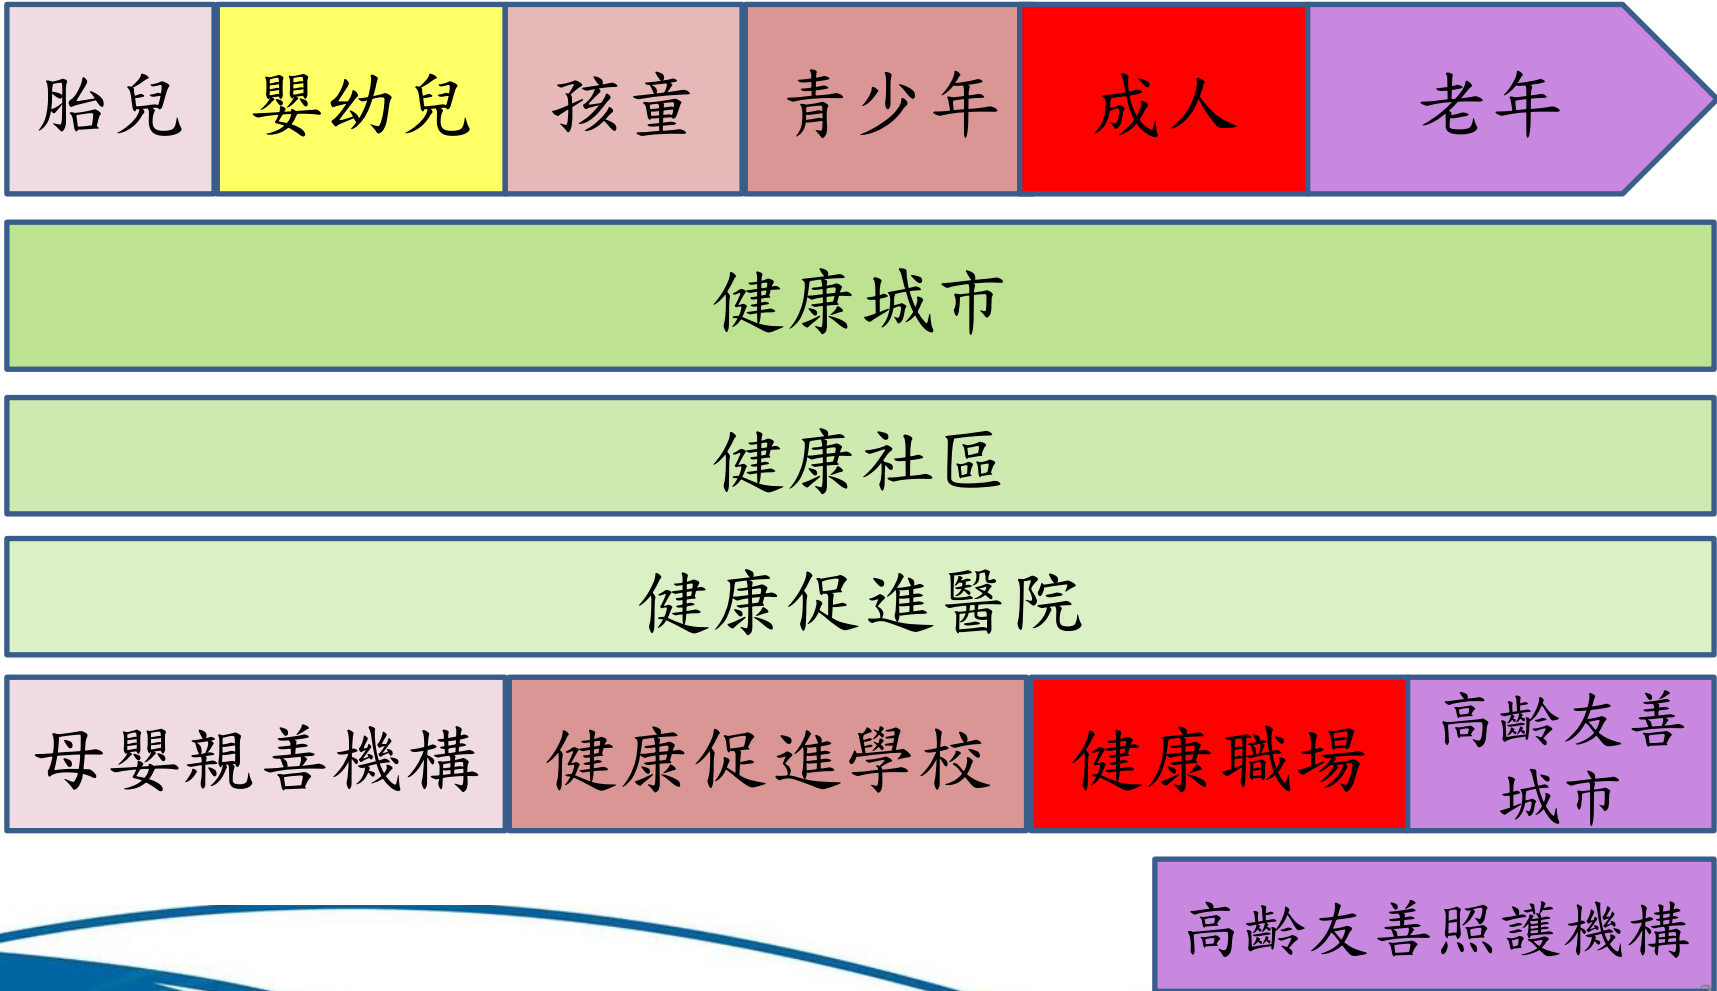 胎兒 嬰幼兒 孩童 青少年 成人 老年
健康城市
健康社區
健康促進醫院
母嬰親善機構 健康促進學校 健康職場 高齡友善
城市
高齡友善照護機構